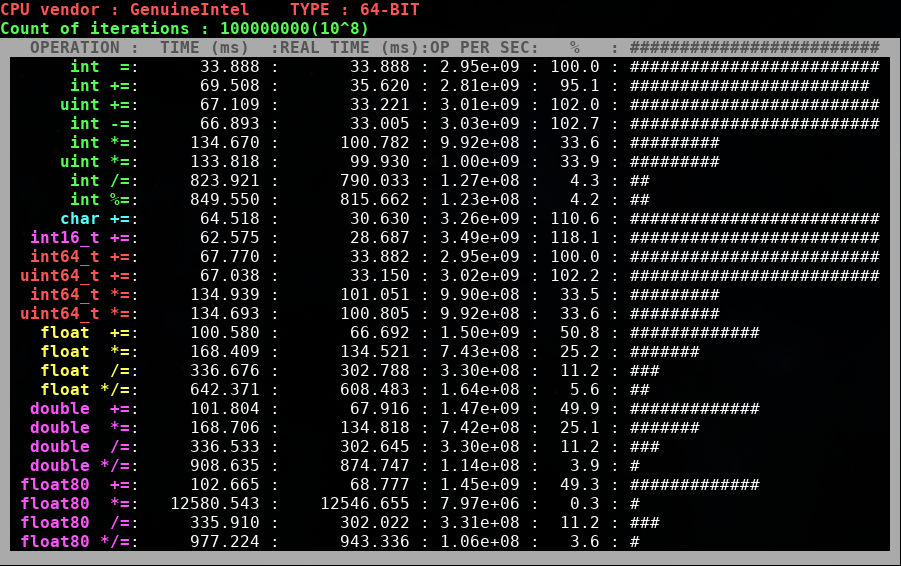 CPU vendor : GenuineIntel    TYPE : 64-BIT
Count of iterations : 100000000(10^8)
   OPERATION :  TIME (ms)  :REAL TIME (ms):OP PER SEC:   %   : #########################
       int  =:      33.888 :       33.888 : 2.95e+09 : 100.0 : #########################
       int +=:      69.508 :       35.620 : 2.81e+09 :  95.1 : ########################
      uint +=:      67.109 :       33.221 : 3.01e+09 : 102.0 : #########################
       int -=:      66.893 :       33.005 : 3.03e+09 : 102.7 : #########################
       int *=:     134.670 :      100.782 : 9.92e+08 :  33.6 : #########
      uint *=:     133.818 :       99.930 : 1.00e+09 :  33.9 : #########
       int /=:     823.921 :      790.033 : 1.27e+08 :   4.3 : ##
       int %=:     849.550 :      815.662 : 1.23e+08 :   4.2 : ##
      char +=:      64.518 :       30.630 : 3.26e+09 : 110.6 : #########################
   int16_t +=:      62.575 :       28.687 : 3.49e+09 : 118.1 : #########################
   int64_t +=:      67.770 :       33.882 : 2.95e+09 : 100.0 : #########################
  uint64_t +=:      67.038 :       33.150 : 3.02e+09 : 102.2 : #########################
   int64_t *=:     134.939 :      101.051 : 9.90e+08 :  33.5 : #########
  uint64_t *=:     134.693 :      100.805 : 9.92e+08 :  33.6 : #########
    float  +=:     100.580 :       66.692 : 1.50e+09 :  50.8 : #############
    float  *=:     168.409 :      134.521 : 7.43e+08 :  25.2 : #######
    float  /=:     336.676 :      302.788 : 3.30e+08 :  11.2 : ###
    float */=:     642.371 :      608.483 : 1.64e+08 :   5.6 : ##
   double  +=:     101.804 :       67.916 : 1.47e+09 :  49.9 : #############
   double  *=:     168.706 :      134.818 : 7.42e+08 :  25.1 : #######
   double  /=:     336.533 :      302.645 : 3.30e+08 :  11.2 : ###
   double */=:     908.635 :      874.747 : 1.14e+08 :   3.9 : #
  float80  +=:     102.665 :       68.777 : 1.45e+09 :  49.3 : #############
  float80  *=:   12580.543 :    12546.655 : 7.97e+06 :   0.3 : #
  float80  /=:     335.910 :      302.022 : 3.31e+08 :  11.2 : ###
  float80 */=:     977.224 :      943.336 : 1.06e+08 :   3.6 : #